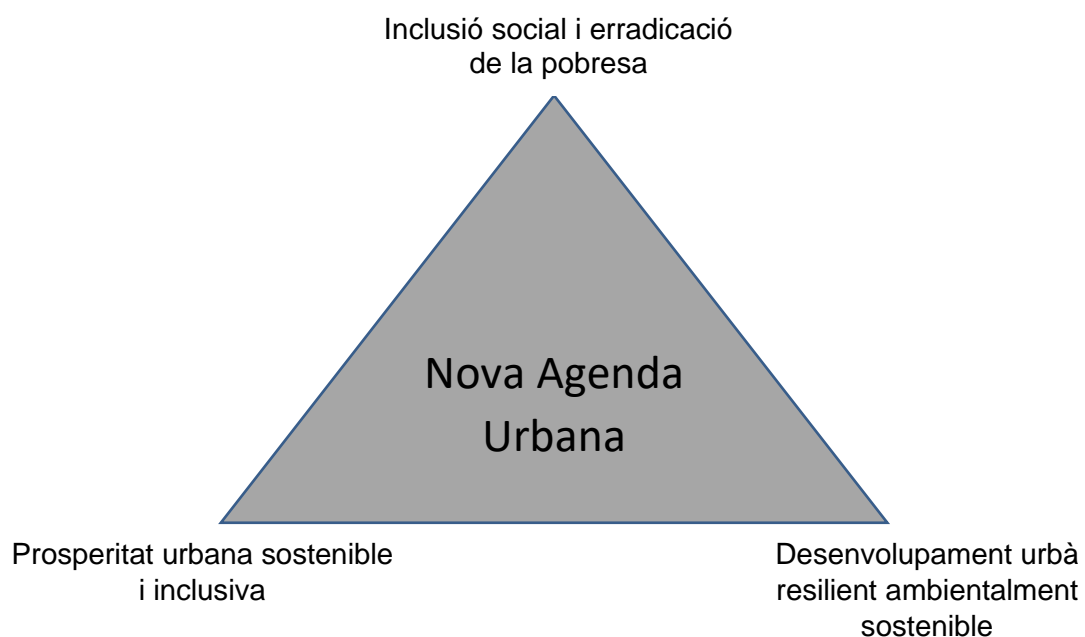 Inclusió social i erradicació
de la pobresa
Nova Agenda
Urbana
Prosperitat urbana sostenible
i inclusiva
Desenvolupament urbà
resilient ambientalment
sostenible